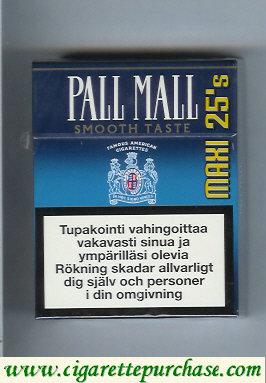 PALL MALL
SMOOTH TASTE
MAXI 25's
FAMOUS AMERICAN
CIGARETTES
Tupakointi vahingoittaa
vakavasti sinua ja
ympärilläsi olevia
Rökning skadar allvarligt
dig själv och personer
i din omgivning
www.cigarettepurchase.com